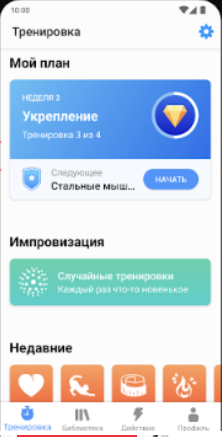 10:00
Тренировка
Мой план
НЕДЕЛЯ 3
Укрепление
Тренировка 3 из 4
Следующее
Стальные мыш...
НАЧАТЬ
Импровизация
Случайные тренировки
Каждый раз что-то новенькое
Недавние
Тренировка Библиотека Действие Профиль